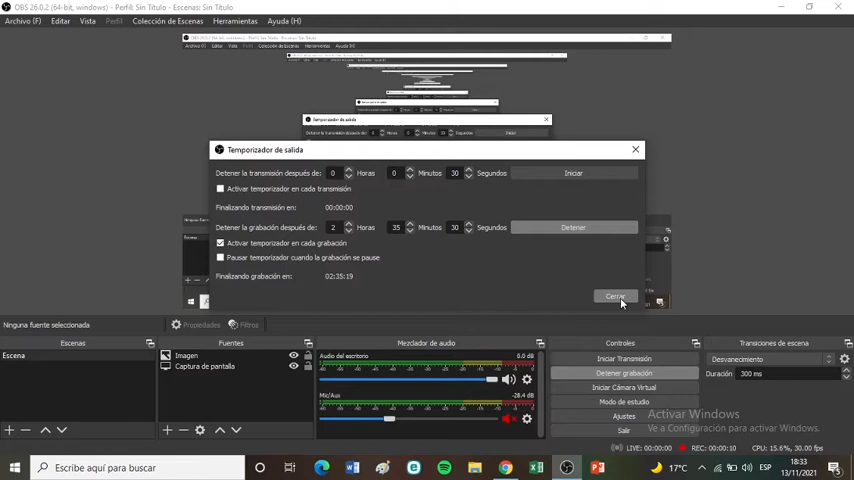 OBS 26.0.2 (64-bit, windows) - Perfil: Sin Título - Escenas: Sin Título
Archivo (F) Editar Vista Perfil Colección de Escenas Herramientas Ayuda (H)
Temporizador de salida
Temporizador de salida
Detener la transmisión después de: 0 Horas 0 Minutos 30 Segundos Iniciar
Activar temporizador en cada transmisión
Finalizando transmisión en: 00:00:00
Detener la grabación después de: 2 Horas 35 Minutos 30 Segundos Detener
Activar temporizador en cada grabación
Pausar temporizador cuando la grabación se pause
Finalizando grabación en: 02:35:19
Cerrar
Ninguna fuente seleccionada Propiedades Filtros
Escenas Fuentes Mezclador de audio Controles Transiciones de escena
Escena
Imagen
Captura de pantalla
Audio del escritorio 0.0 dB
Mic/Aux -28.4 dB
Iniciar Transmisión
Detener grabación
Iniciar Cámara Virtual
Modo de estudio
Ajustes
Salir
Desvanecimiento
Duración 300 ms
Activar Windows
Ve a Configuración para activar Windows.
LIVE: 00:00:00 REC: 00:00:10 CPU: 15.6%, 30.00 fps
Escribe aquí para buscar
17°C ESP 18:33
13/11/2021